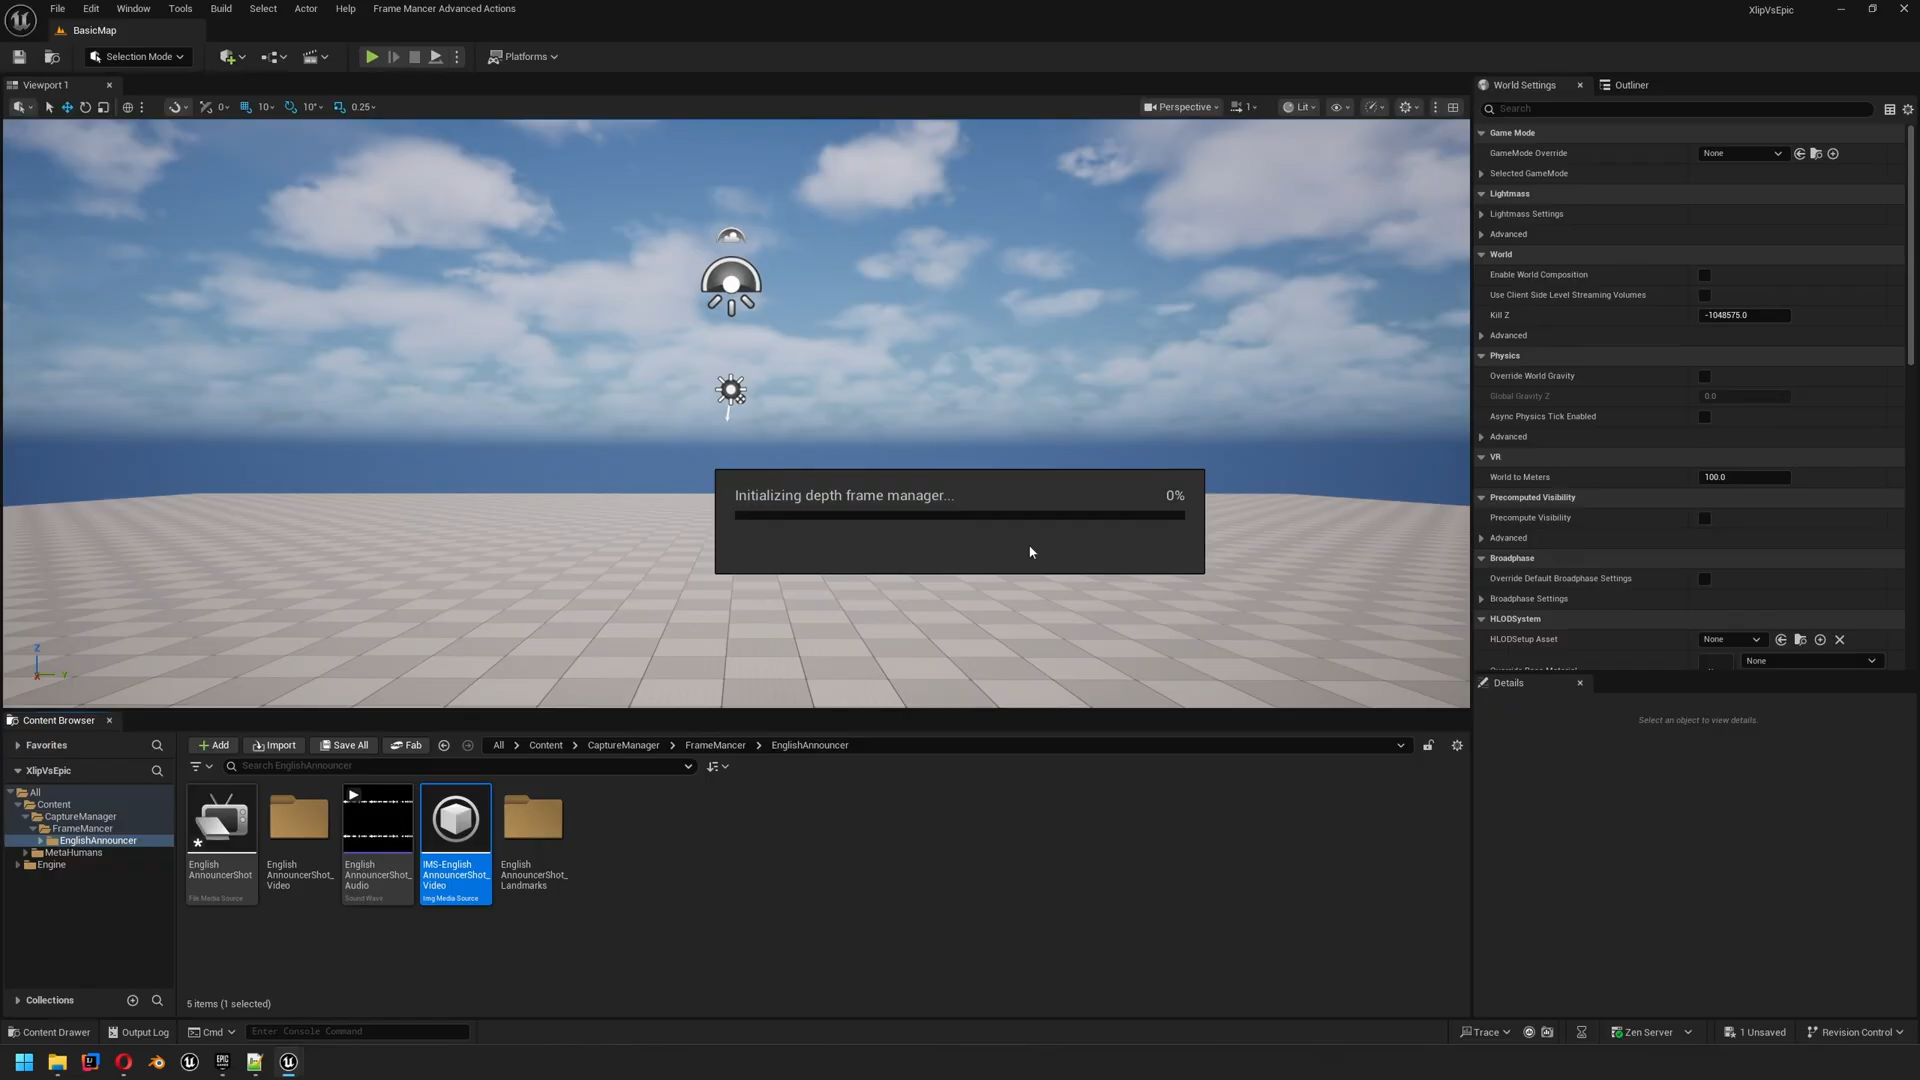 File Edit Window Tools Build Select Actor Help Frame Mancer Advanced Actions XlipVsEpic
BasicMap
Selection Mode Platforms
Viewport 1
0 10 10° 0.25 Perspective 1 Lit
Initializing depth frame manager... 0%
Z
X Y
World Settings Outliner
Search
Game Mode
GameMode Override None
Selected GameMode
Lightmass
Lightmass Settings
Advanced
World
Enable World Composition
Use Client Side Level Streaming Volumes
Kill Z -1048575.0
Advanced
Physics
Override World Gravity
Global Gravity Z 0.0
Async Physics Tick Enabled
Advanced
VR
World to Meters 100.0
Precomputed Visibility
Precompute Visibility
Advanced
Broadphase
Override Default Broadphase Settings
Broadphase Settings
HLODSystem
HLODSetup Asset None
None
Details
Select an object to view details.
Content Browser
Favorites
XlipVsEpic
All
Content
CaptureManager
FrameMancer
EnglishAnnouncer
MetaHumans
Engine
Collections
Add Import Save All Fab All Content CaptureManager FrameMancer EnglishAnnouncer
Search EnglishAnnouncer
English
AnnouncerShot
File Media Source
English
AnnouncerShot_
Video
English
AnnouncerShot_
Audio
Sound Wave
IMS-English
AnnouncerShot_
Video
Img Media Source
English
AnnouncerShot_
Landmarks
5 items (1 selected)
Content Drawer Output Log Cmd Enter Console Command Trace Zen Server 1 Unsaved Revision Control
EPIC